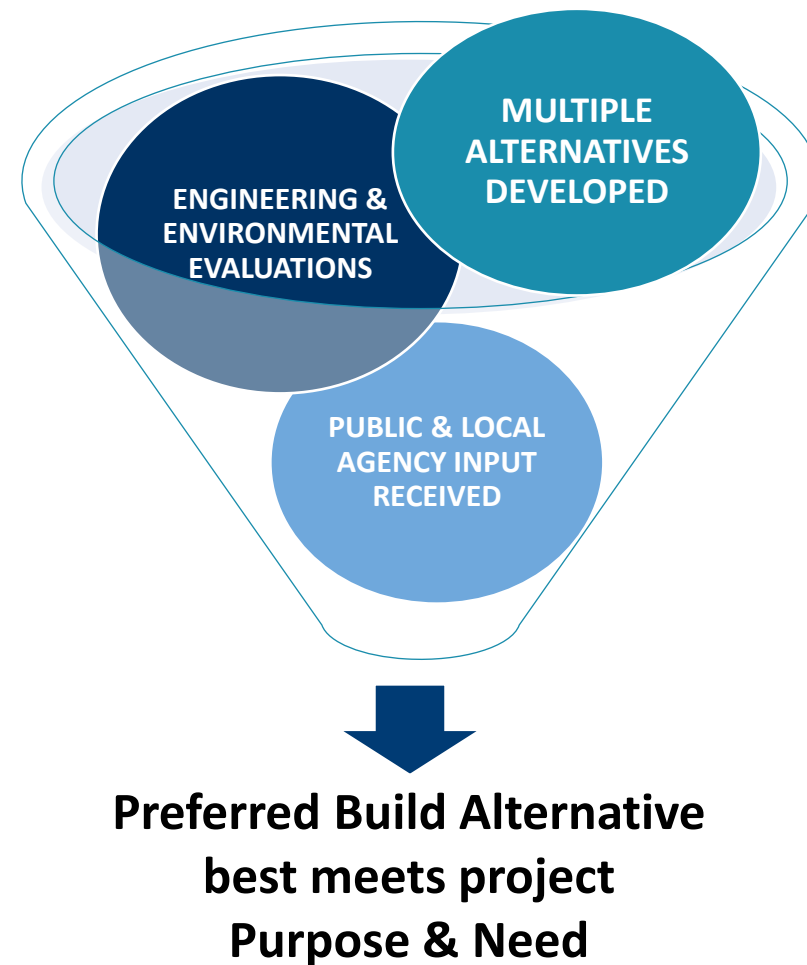 MULTIPLE
ALTERNATIVES
DEVELOPED
ENGINEERING &
ENVIRONMENTAL
EVALUATIONS
PUBLIC & LOCAL
AGENCY INPUT
RECEIVED
Preferred Build Alternative
best meets project
Purpose & Need